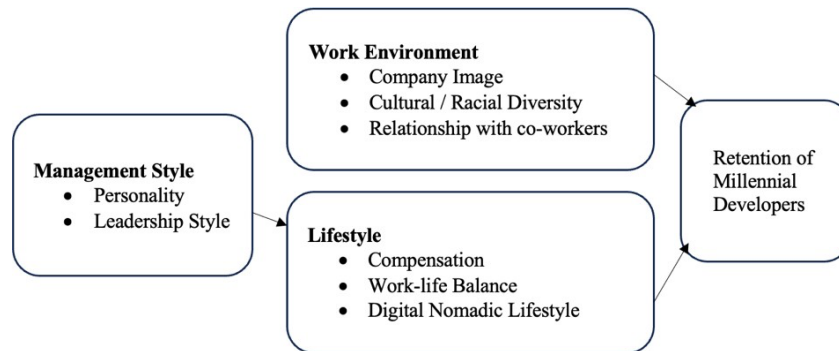 Work Environment
• Company Image
• Cultural / Racial Diversity
• Relationship with co-workers
Management Style
• Personality
• Leadership Style
Lifestyle
• Compensation
• Work-life Balance
• Digital Nomadic Lifestyle
Retention of
Millennial
Developers